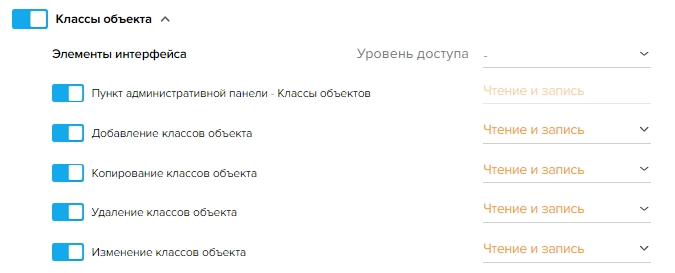 Классы объекта
Элементы интерфейса Уровень доступа -
Пункт административной панели - Классы объектов Чтение и запись
Добавление классов объекта Чтение и запись
Копирование классов объекта Чтение и запись
Удаление классов объекта Чтение и запись
Изменение классов объекта Чтение и запись